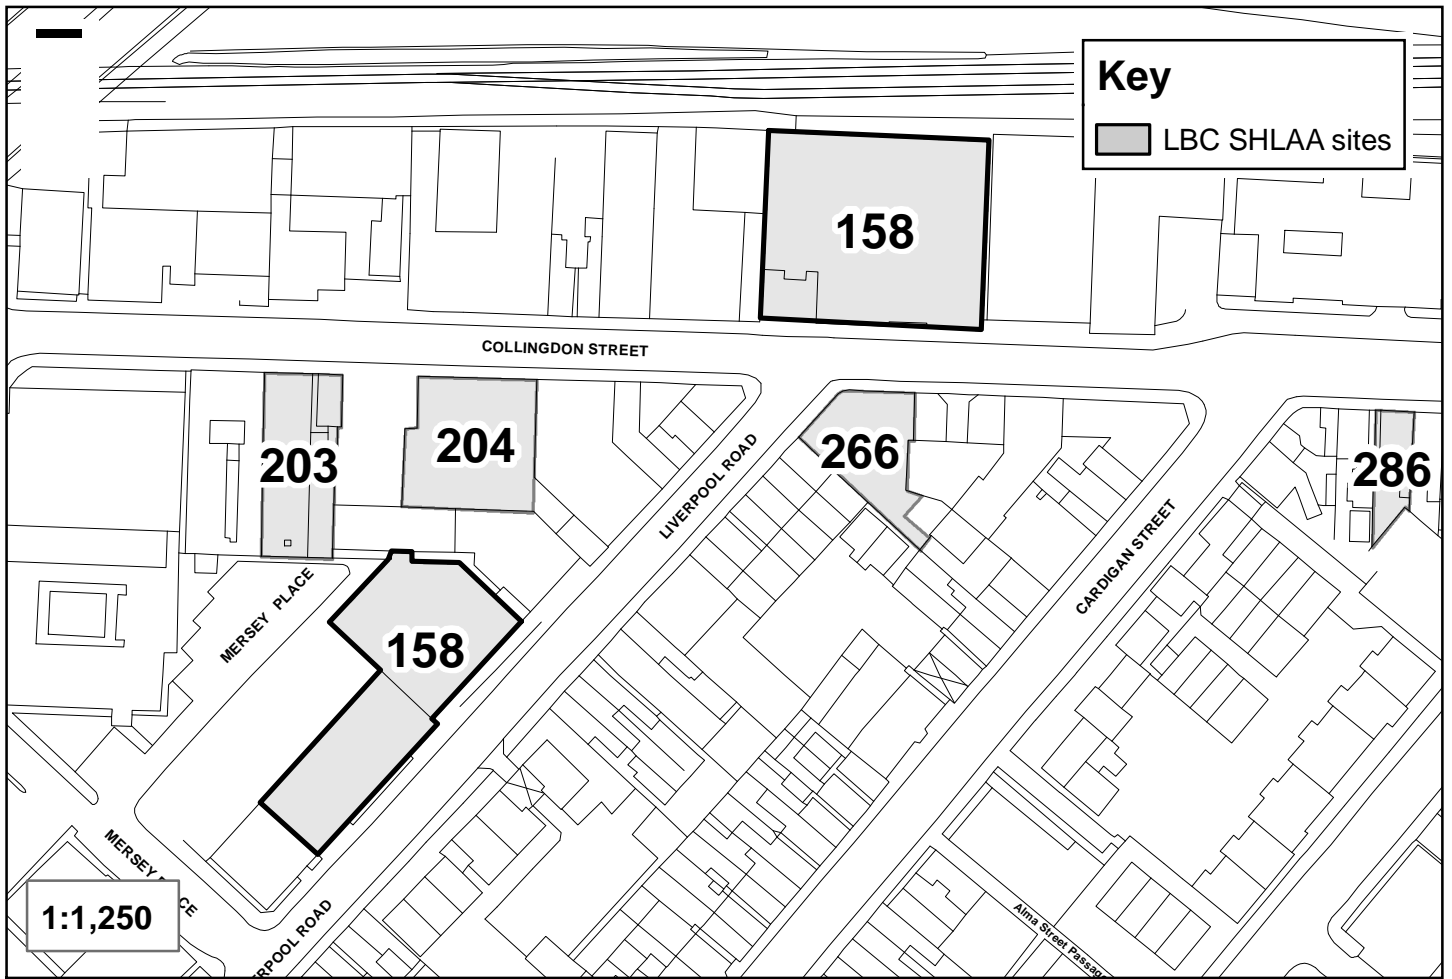 Key
LBC SHLAA sites
158
COLLINGDON STREET
203
204
266
286
LIVERPOOL ROAD
CARDIGAN STREET
MERSEY PLACE
158
MERSEY
CE
1:1,250
RPOOL ROAD
Alma Street